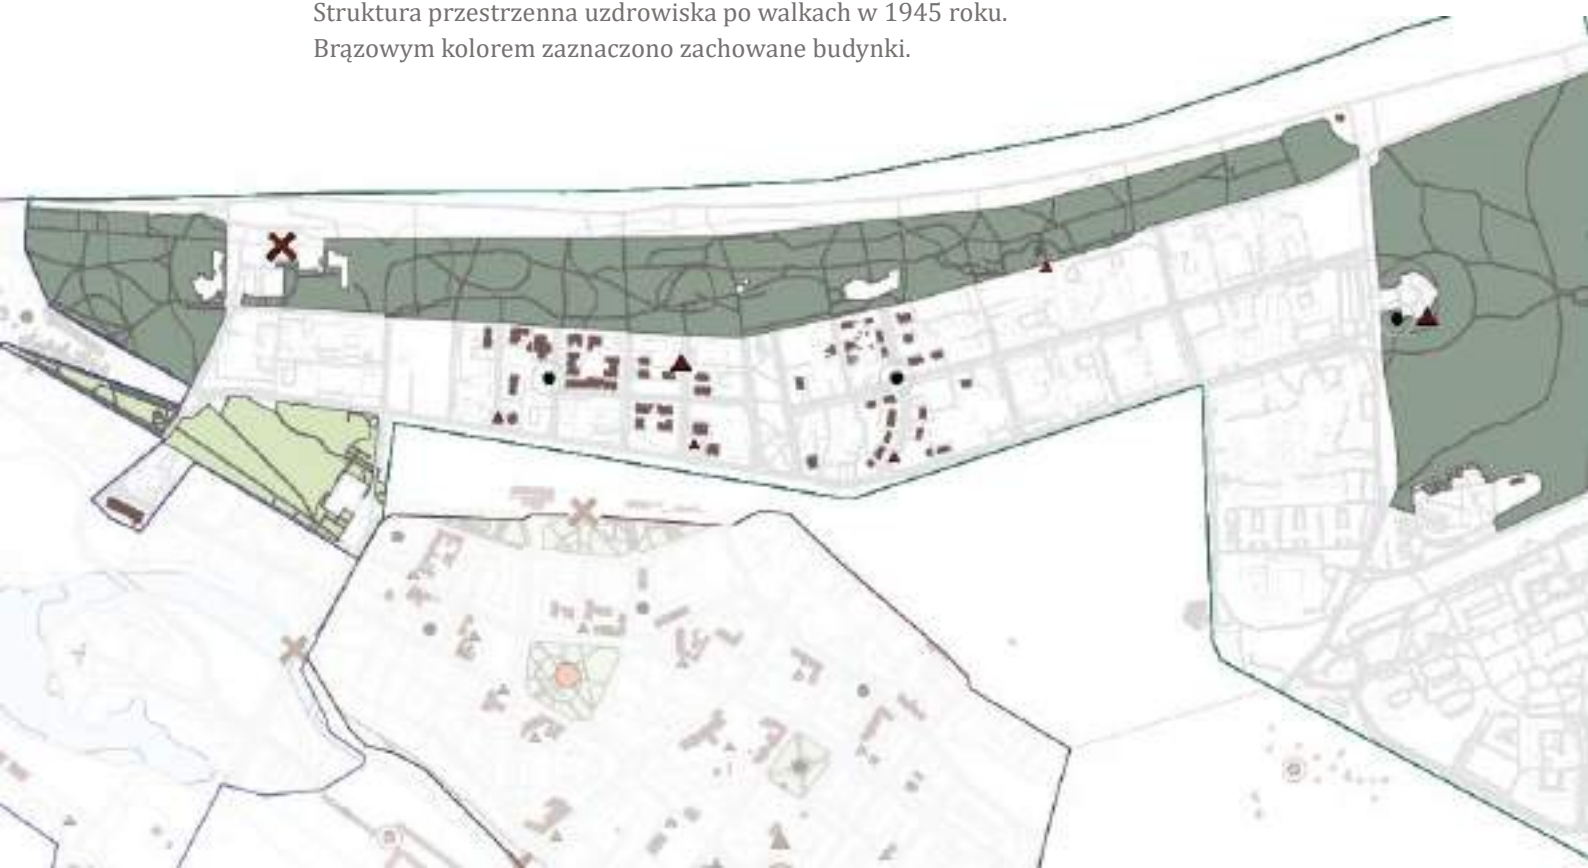 Struktura przestrzenna uzdrowiska po walkach w 1945 roku.
Brązowym kolorem zaznaczono zachowane budynki.